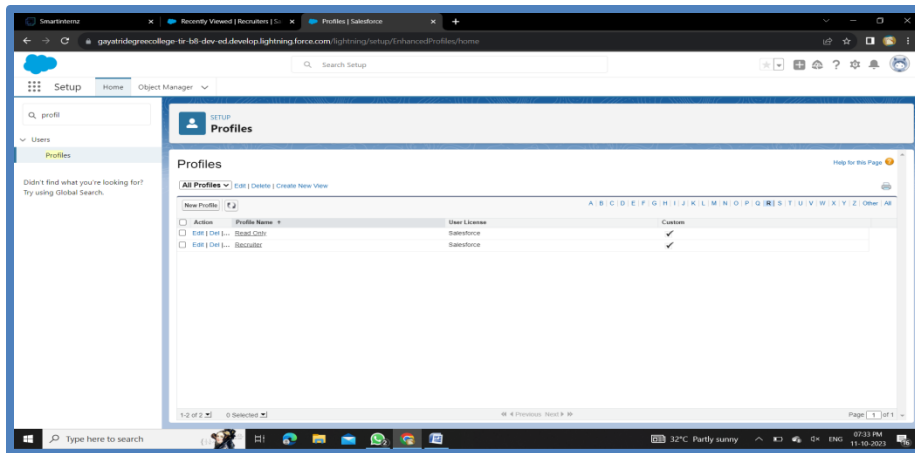 Smartinternz
Recently Viewed | Recruiters | Sa
Profiles | Salesforce
gayatridegreecollege-tir-b8-dev-ed.develop.lightning.force.com/lightning/setup/EnhancedProfiles/home
Search Setup
Setup Home Object Manager
profil
Users
Profiles
Didn't find what you're looking for?
Try using Global Search.
SETUP
Profiles
Profiles
Help for this Page
All Profiles Edit | Delete | Create New View
New Profile
A | B | C | D | E | F | G | H | I | J | K | L | M | N | O | P | Q | R | S | T | U | V | W | X | Y | Z | Other | All
Action Profile Name User License Custom
Edit | Del |... Read Only Salesforce ✓
Edit | Del |... Recruiter Salesforce ✓
1-2 of 2 0 Selected Previous Next Page 1 of 1
Type here to search
32°C Partly sunny ENG 07:33 PM
11-10-2023